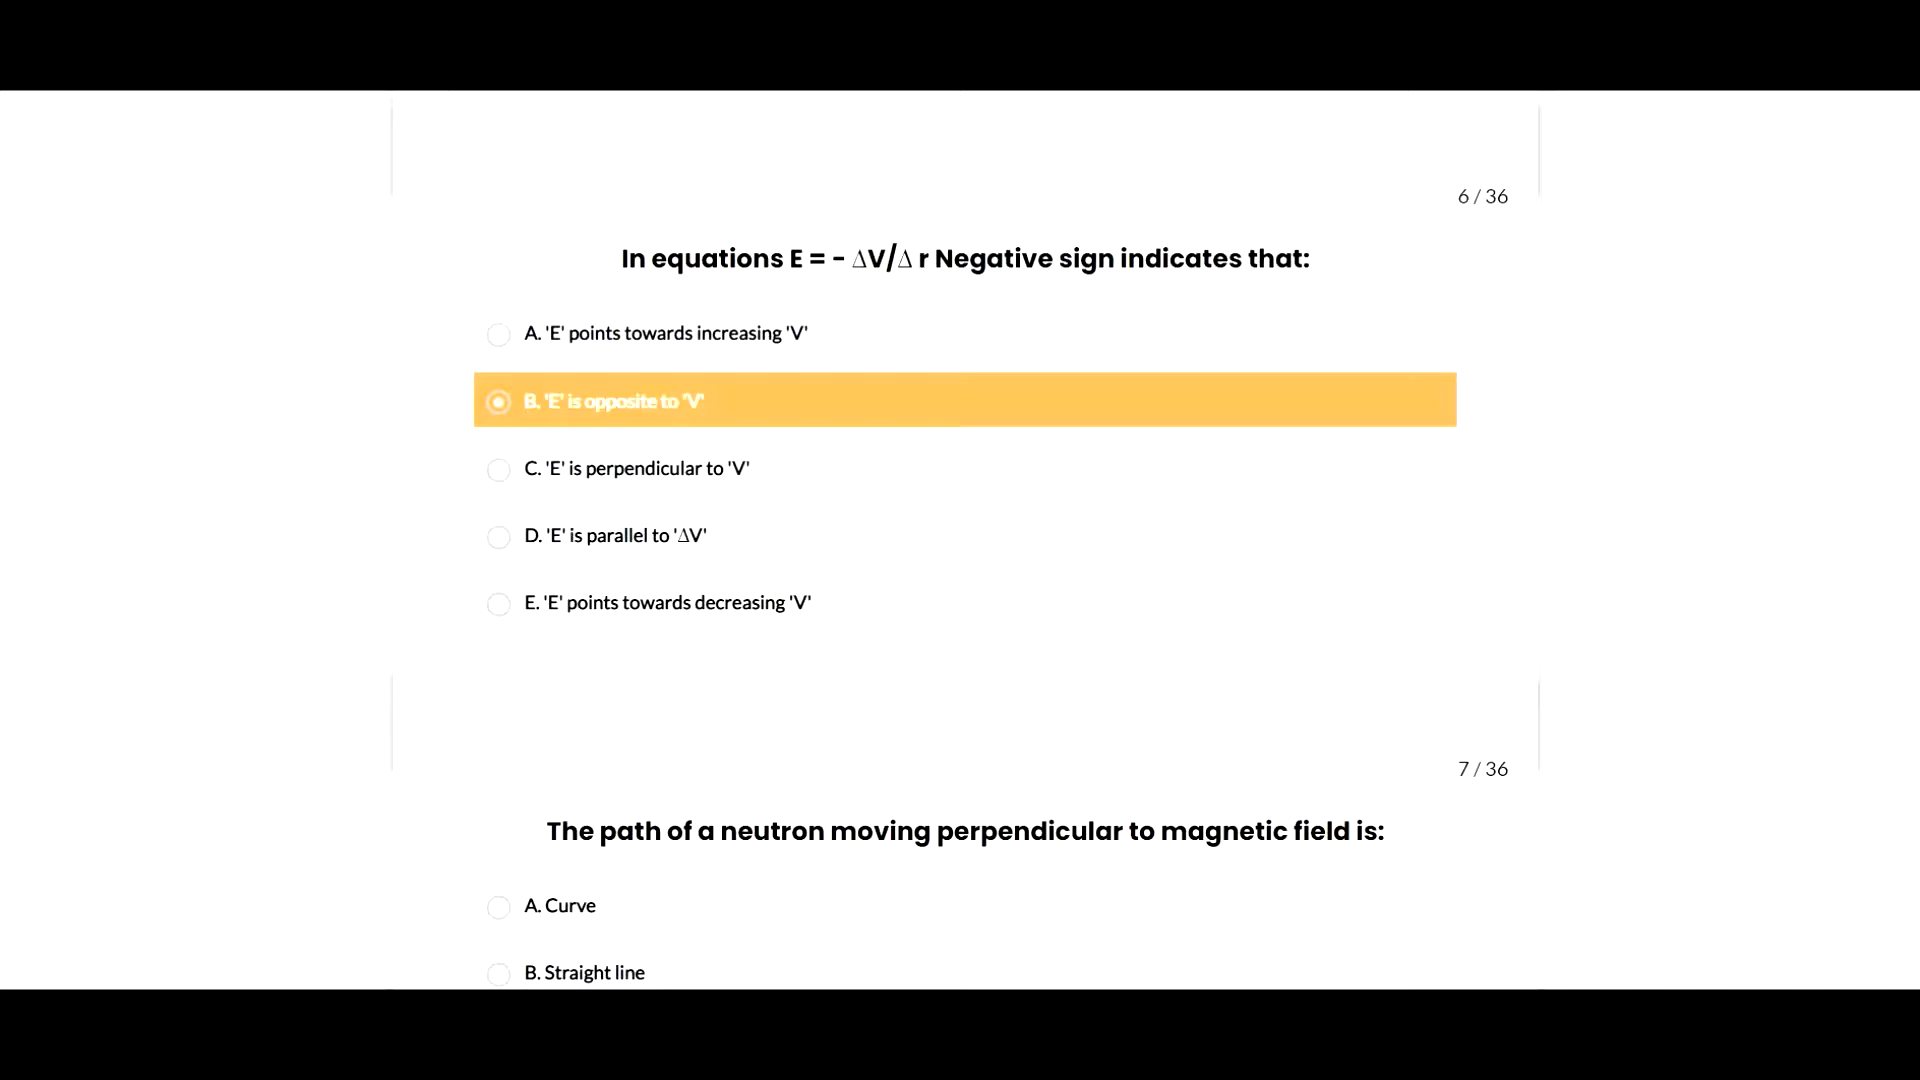 6 / 36
In equations E = - ΔV/Δ r Negative sign indicates that:
A. 'E' points towards increasing 'V'
B. 'E' is opposite to 'V'
C. 'E' is perpendicular to 'V'
D. 'E' is parallel to 'ΔV'
E. 'E' points towards decreasing 'V'
7 / 36
The path of a neutron moving perpendicular to magnetic field is:
A. Curve
B. Straight line